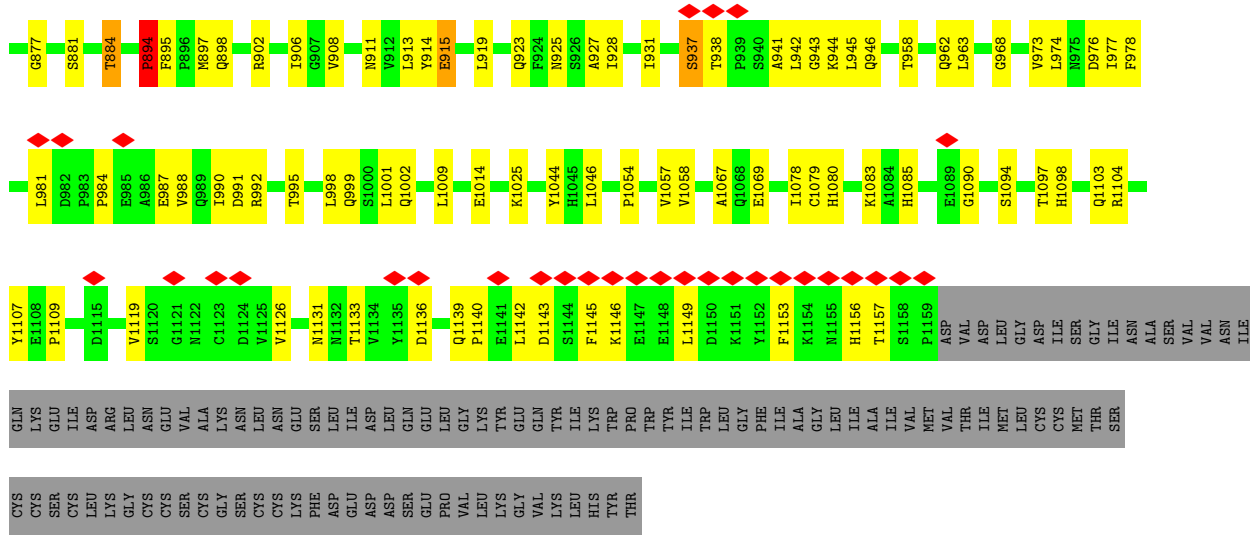 G877 S881 T884 P894 F895 P896 M897 Q898 R902 I906 G907 V908 N911 V912 L913 Y914 E915 L919 Q923 F924 N925 S926 A927 I928 I931 S937 T938 P939 S940 A941 L942 G943 K944 L945 Q946 T958 Q962 L963 G968 V973 L974 N975 D976 I977 F978
L981 D982 P983 P984 E985 A986 E987 V988 Q989 I990 D991 R992 T995 L998 Q999 S1000 L1001 Q1002 L1009 E1014 K1025 Y1044 H1045 L1046 P1054 V1057 V1058 A1067 Q1068 E1069 I1078 C1079 H1080 K1083 A1084 H1085 E1089 G1090 S1094 T1097 H1098 Q1103 R1104
Y1107 E1108 P1109 D1115 V1119 S1120 G1121 N1122 C1123 D1124 V1125 V1126 N1131 N1132 T1133 V1134 Y1135 D1136 Q1139 P1140 E1141 L1142 D1143 S1144 F1145 K1146 E1147 E1148 L1149 D1150 K1151 Y1152 F1153 K1154 N1155 H1156 T1157 S1158 P1159 ASP VAL ASP LEU GLY ASP ILE SER GLY ILE ASN ALA SER VAL VAL ASN ILE
GLN LYS GLU ILE ASP ARG LEU ASN GLU VAL ALA LYS ASN LEU ASN GLU SER LEU ILE ASP LEU GLN GLU LEU GLY LYS TYR GLU GLN TYR ILE LYS TRP PRO TRP TYR ILE TRP LEU GLY PHE ILE ALA GLY LEU ILE ALA ILE VAL MET VAL THR ILE MET LEU CYS CYS MET THR SER
CYS CYS SER CYS LEU LYS GLY CYS CYS SER CYS GLY SER CYS CYS LYS PHE ASP GLU ASP ASP SER GLU PRO VAL LEU LYS GLY VAL LYS LEU HIS TYR THR